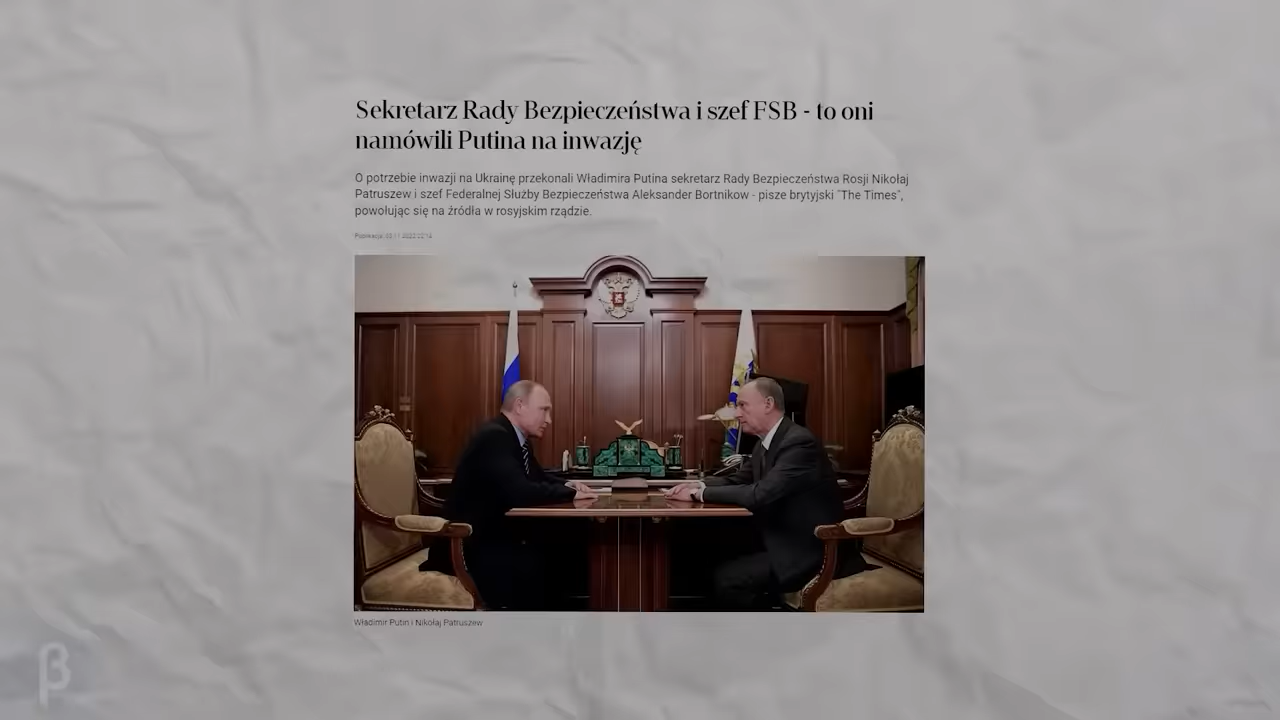 Sekretarz Rady Bezpieczeństwa i szef FSB - to oni
namówili Putina na inwazję
O potrzebie inwazji na Ukrainę przekonali Władimira Putina sekretarz Rady Bezpieczeństwa Rosji Nikołaj
Patruszew i szef Federalnej Służby Bezpieczeństwa Aleksander Bortnikow - pisze brytyjski "The Times",
powołując się na źródła w rosyjskim rządzie.
Władimir Putin i Nikołaj Patruszew
β